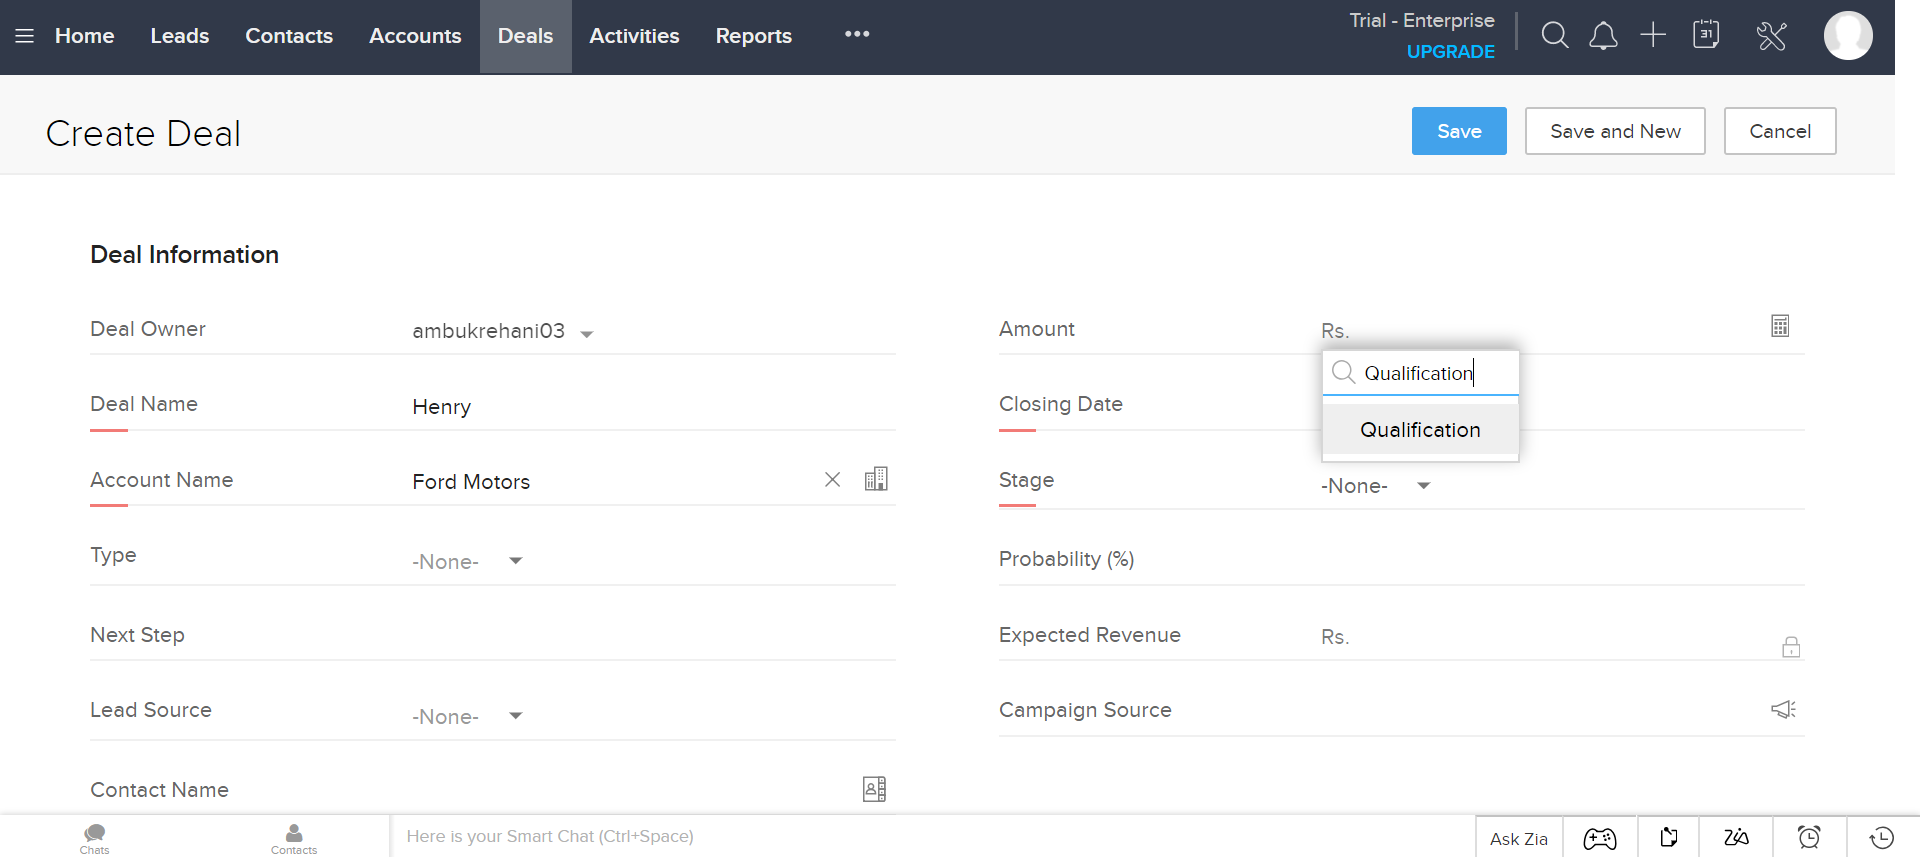 Home Leads Contacts Accounts Deals Activities Reports ••• Trial - Enterprise
UPGRADE
31
Create Deal Save Save and New Cancel
Deal Information
Deal Owner ambukrehani03
Amount Rs.
Deal Name Henry
Closing Date
Qualification
Qualification
Account Name Ford Motors
Stage -None-
Type -None-
Probability (%)
Next Step
Expected Revenue Rs.
Lead Source -None-
Campaign Source
Contact Name
Chats Contacts Here is your Smart Chat (Ctrl+Space) Ask Zia